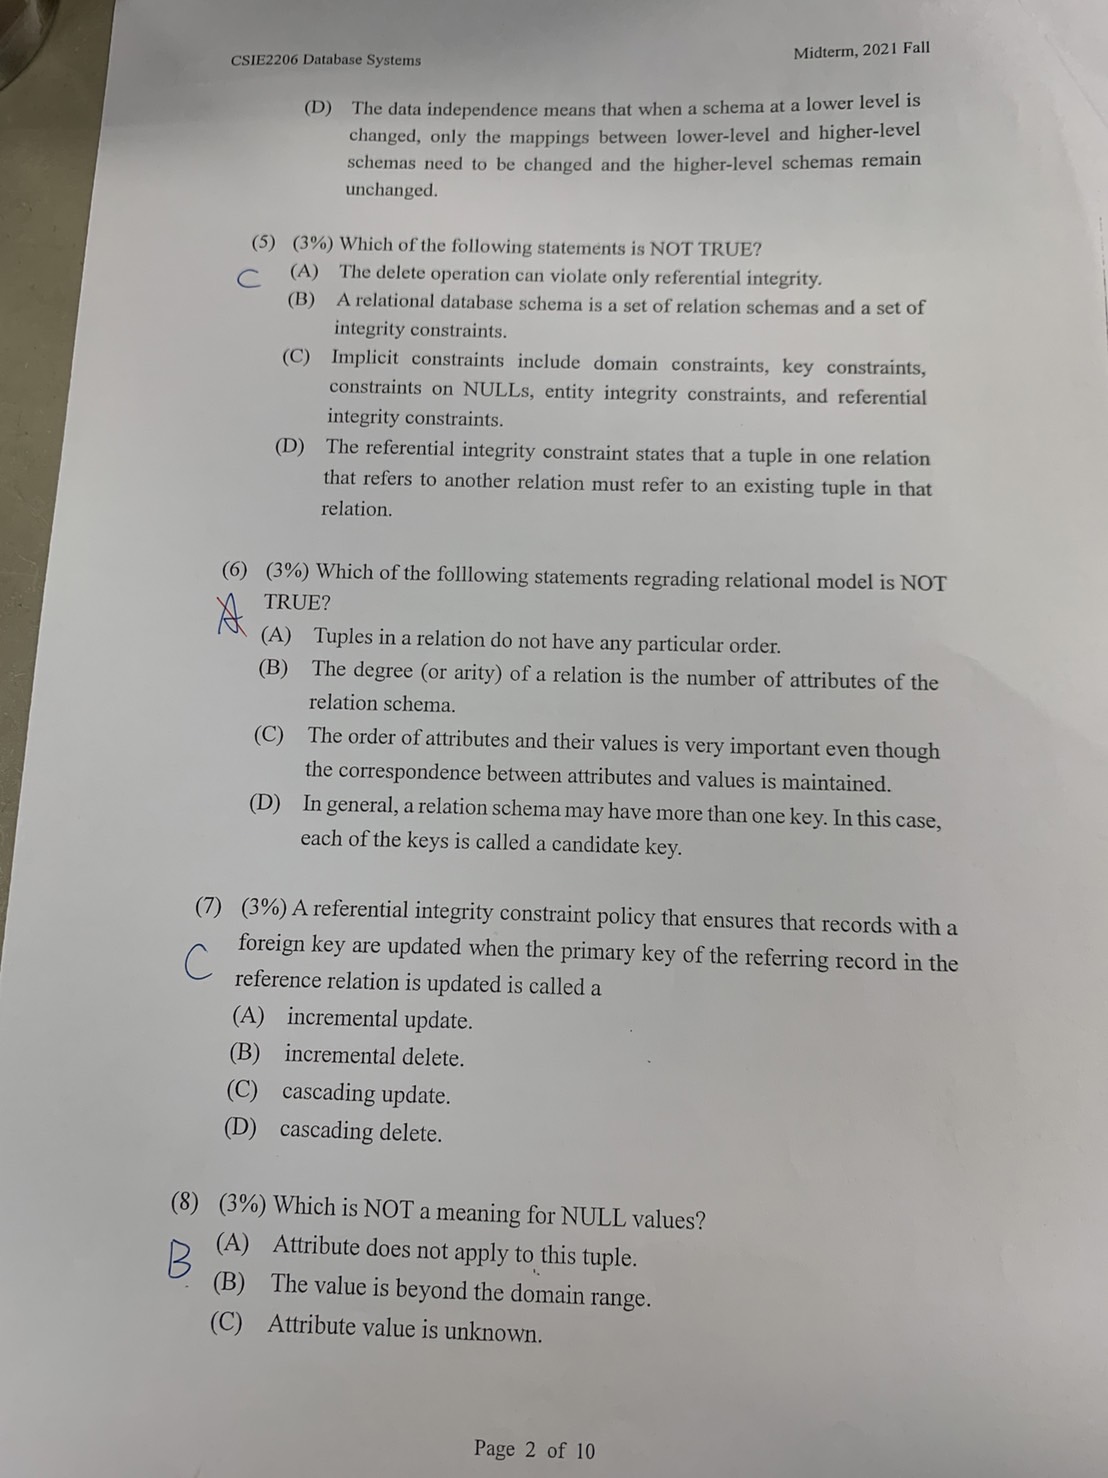 CSIE2206 Database Systems
Midterm, 2021 Fall
(D) The data independence means that when a schema at a lower level is
changed, only the mappings between lower-level and higher-level
schemas need to be changed and the higher-level schemas remain
unchanged.
(5) (3%) Which of the following statements is NOT TRUE?
C
(A) The delete operation can violate only referential integrity.
(B) A relational database schema is a set of relation schemas and a set of
integrity constraints.
(C) Implicit constraints include domain constraints, key constraints,
constraints on NULLs, entity integrity constraints, and referential
integrity constraints.
(D) The referential integrity constraint states that a tuple in one relation
that refers to another relation must refer to an existing tuple in that
relation.
(6) (3%) Which of the folllowing statements regrading relational model is NOT
TRUE?
A
(A) Tuples in a relation do not have any particular order.
(B) The degree (or arity) of a relation is the number of attributes of the
relation schema.
(C) The order of attributes and their values is very important even though
the correspondence between attributes and values is maintained.
(D) In general, a relation schema may have more than one key. In this case,
each of the keys is called a candidate key.
(7) (3%) A referential integrity constraint policy that ensures that records with a
foreign key are updated when the primary key of the referring record in the
C
reference relation is updated is called a
(A) incremental update.
(B) incremental delete.
(C) cascading update.
(D) cascading delete.
(8) (3%) Which is NOT a meaning for NULL values?
B
(A) Attribute does not apply to this tuple.
(B) The value is beyond the domain range.
(C) Attribute value is unknown.
Page 2 of 10